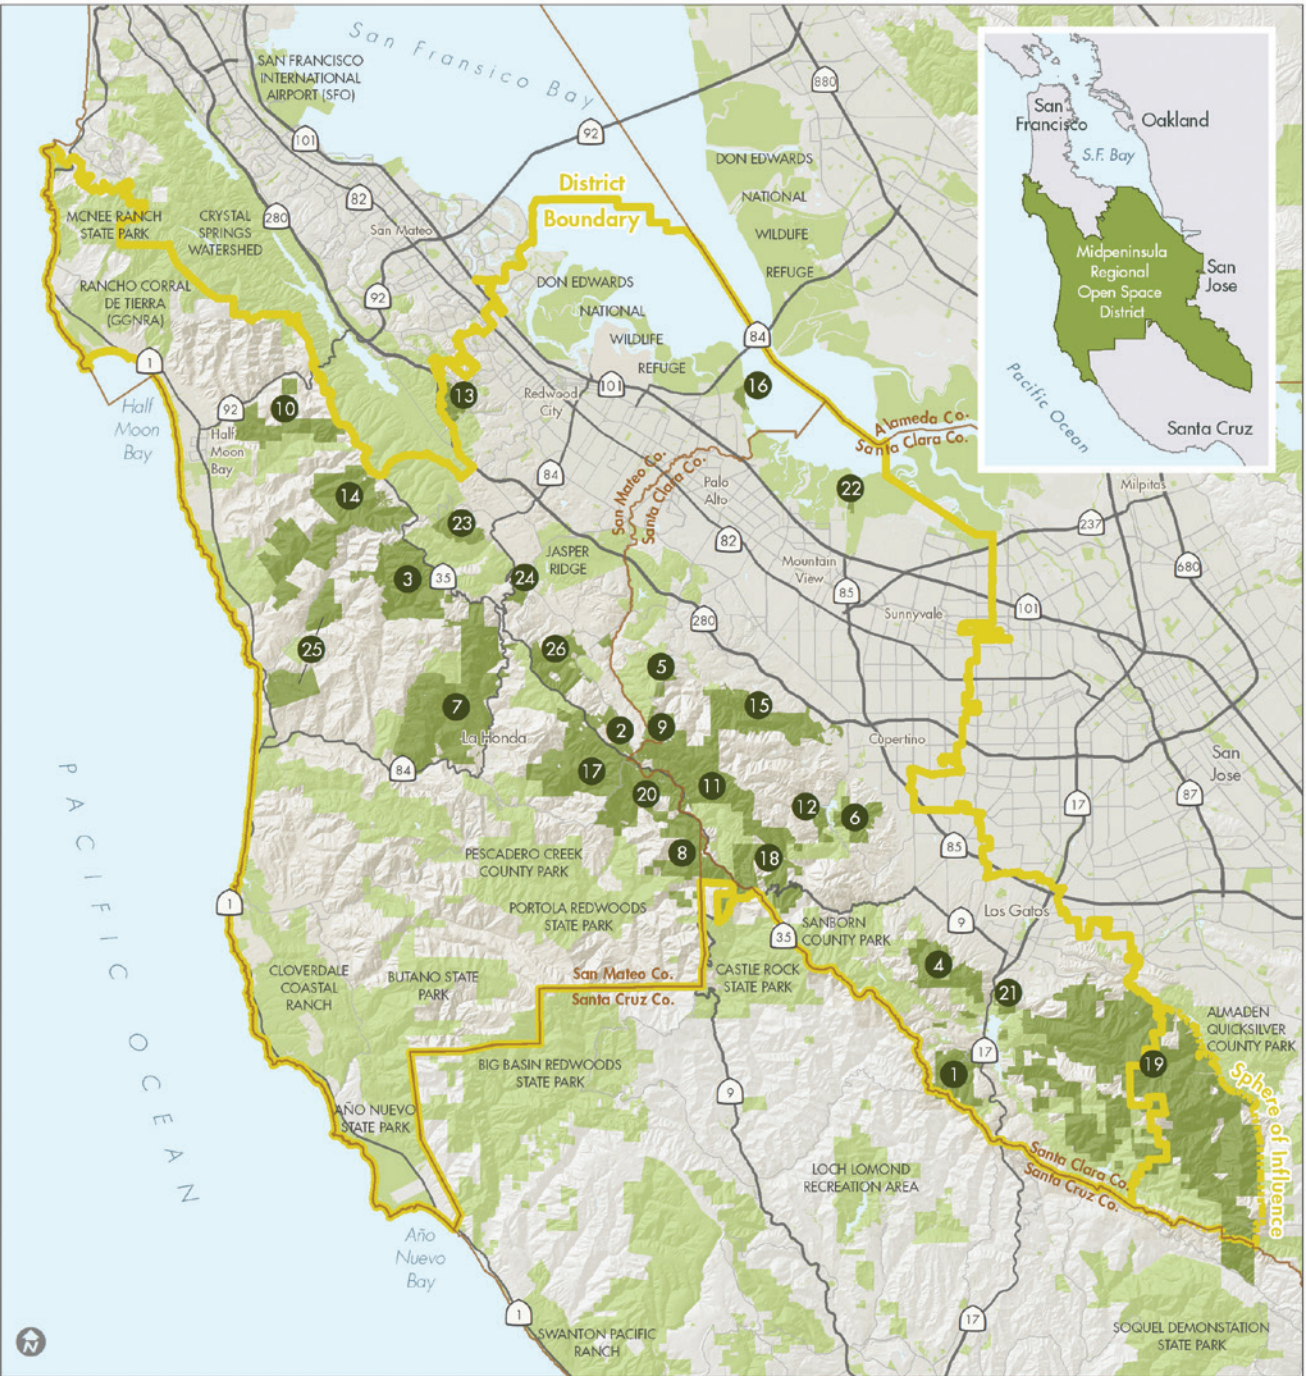 San Fransico Bay
SAN FRANCISCO
INTERNATIONAL
AIRPORT (SFO)
880
101
92
DON EDWARDS
NATIONAL
WILDLIFE
REFUGE
San
Francisco
Oakland
S.F. Bay
Midpeninsula
Regional
Open Space
District
San
Jose
Pacific Ocean
Santa Cruz
82
280
San Mateo
District
Boundary
MCNEE RANCH
STATE PARK
CRYSTAL
SPRINGS
WATERSHED
RANCHO CORRAL
DE TIERRA
(GGNRA)
92
DON EDWARDS
NATIONAL
WILDLIFE
REFUGE
84
1
Half
Moon
Bay
92
10
Half
Moon
Bay
13
Redwood
City
101
16
Alameda Co.
Santa Clara Co.
San Mateo Co.
Santa Clara Co.
84
14
23
22
Palo
Alto
82
Milpitas
237
680
JASPER
RIDGE
3
35
24
Mountain
View
85
Sunnyvale
101
280
25
26
5
7
La Honda
2
9
15
Cupertino
San
Jose
84
17
20
11
12
6
17
87
PESCADERO CREEK
COUNTY PARK
8
18
85
1
PORTOLA REDWOODS
STATE PARK
35
SANBORN
COUNTY PARK
9
Los Gatos
CLOVERDALE
COASTAL
RANCH
BUTANO STATE
PARK
San Mateo Co.
Santa Cruz Co.
CASTLE ROCK
STATE PARK
4
21
ALMADEN
QUICKSILVER
COUNTY PARK
PACIFIC OCEAN
BIG BASIN REDWOODS
STATE PARK
17
1
19
Sphere of Influence
9
AÑO NUEVO
STATE PARK
LOCH LOMOND
RECREATION AREA
Santa Clara Co.
Santa Cruz Co.
Año
Nuevo
Bay
1
17
SWANTON PACIFIC
RANCH
SOQUEL DEMONSTATION
STATE PARK
N